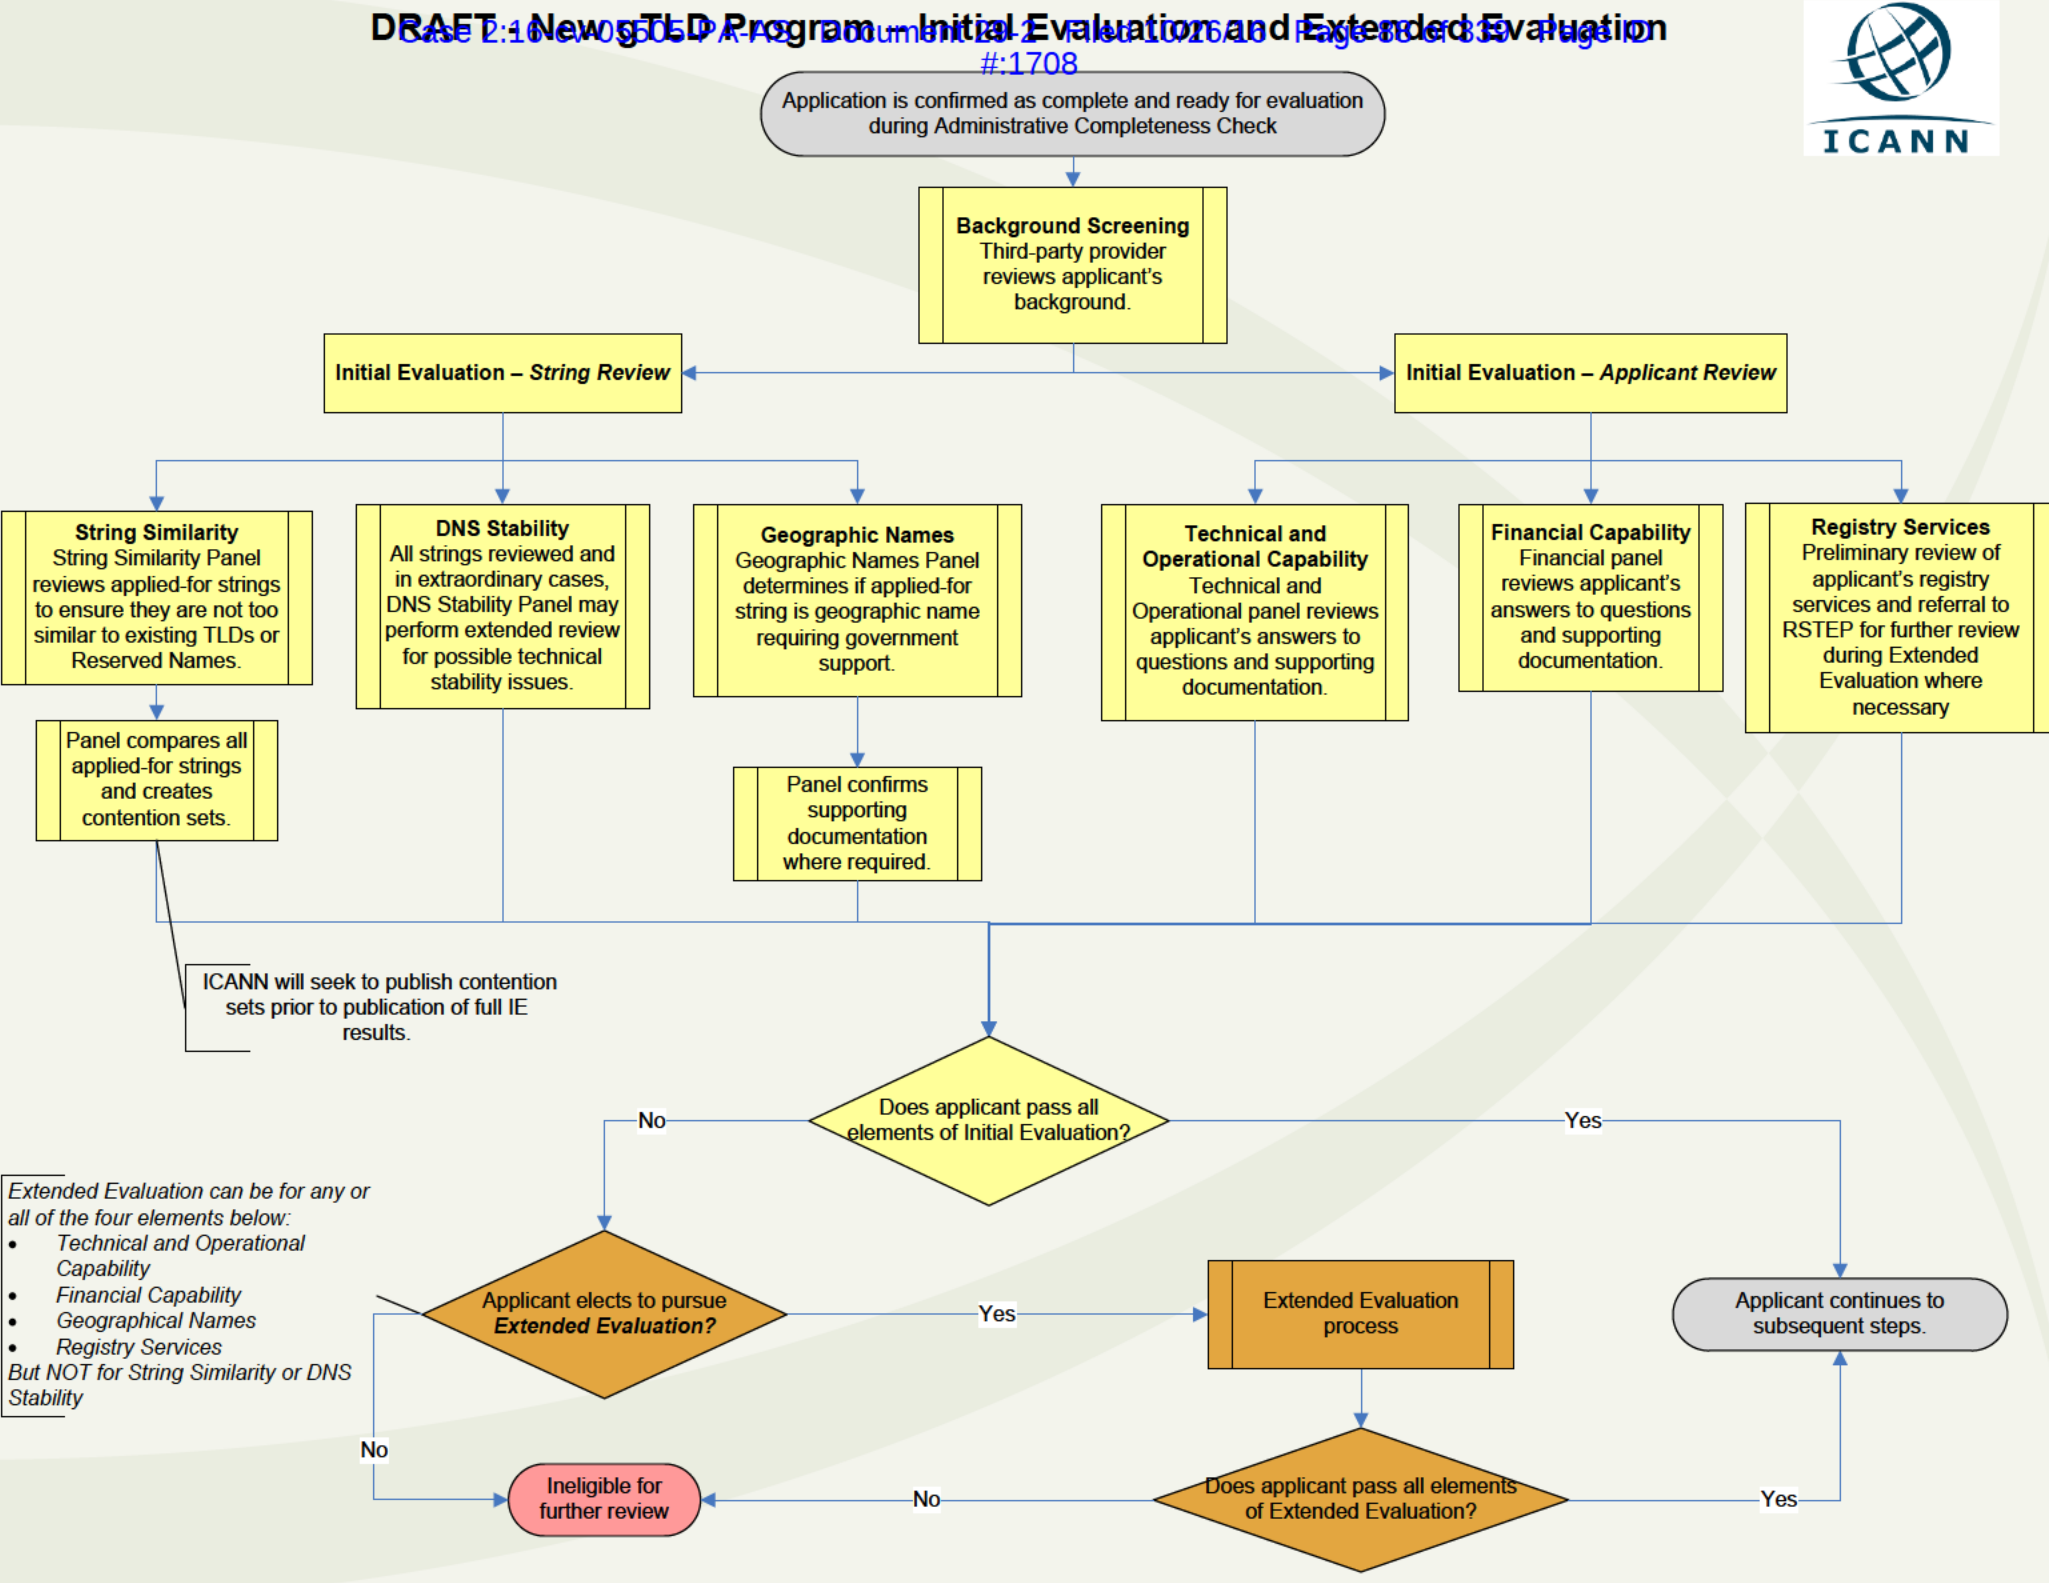 DRAFT - New gTLD Program – Initial Evaluation and Extended Evaluation
Case 2:16-cv-05505-PA-AS Document 29-2 Filed 10/26/16 Page 88 of 339 Page ID
#:1708
ICANN
Application is confirmed as complete and ready for evaluation
during Administrative Completeness Check
Background Screening
Third-party provider
reviews applicant’s
background.
Initial Evaluation – String Review
Initial Evaluation – Applicant Review
String Similarity
String Similarity Panel
reviews applied-for strings
to ensure they are not too
similar to existing TLDs or
Reserved Names.
DNS Stability
All strings reviewed and
in extraordinary cases,
DNS Stability Panel may
perform extended review
for possible technical
stability issues.
Geographic Names
Geographic Names Panel
determines if applied-for
string is geographic name
requiring government
support.
Technical and
Operational Capability
Technical and
Operational panel reviews
applicant’s answers to
questions and supporting
documentation.
Financial Capability
Financial panel
reviews applicant’s
answers to questions
and supporting
documentation.
Registry Services
Preliminary review of
applicant’s registry
services and referral to
RSTEP for further review
during Extended
Evaluation where
necessary
Panel compares all
applied-for strings
and creates
contention sets.
Panel confirms
supporting
documentation
where required.
ICANN will seek to publish contention
sets prior to publication of full IE
results.
Does applicant pass all
elements of Initial Evaluation?
No
Yes
Extended Evaluation can be for any or
all of the four elements below:
• Technical and Operational
Capability
• Financial Capability
• Geographical Names
• Registry Services
But NOT for String Similarity or DNS
Stability
Applicant elects to pursue
Extended Evaluation?
Yes
Extended Evaluation
process
Applicant continues to
subsequent steps.
No
Ineligible for
further review
No
Does applicant pass all elements
of Extended Evaluation?
Yes